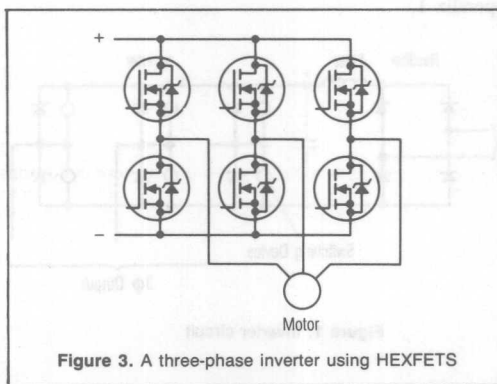 +
−
Motor
Figure 3. A three-phase inverter using HEXFETS